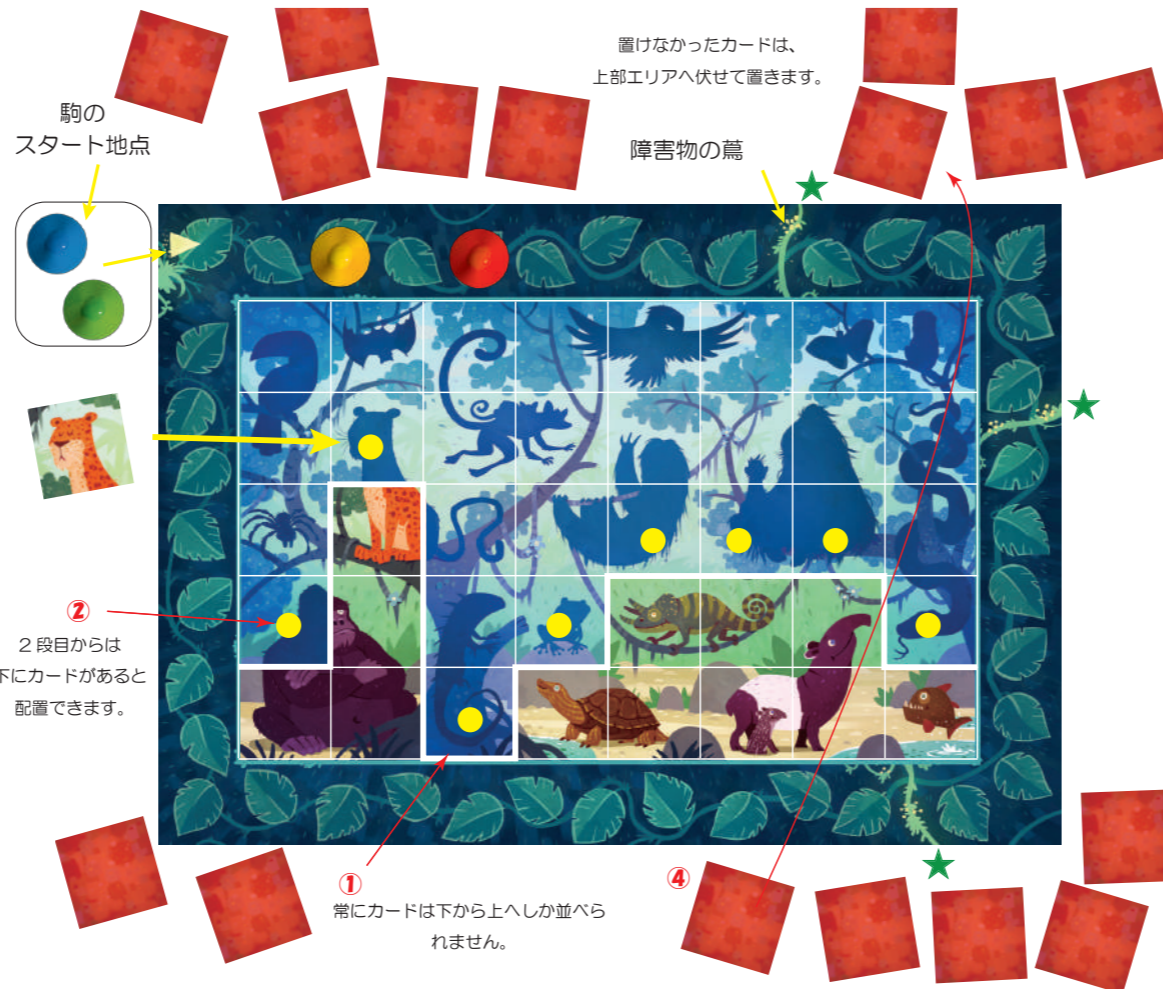 置けなかったカードは、
上部エリアへ伏せて置きます。
駒の
スタート地点
障害物の蔦
②
2段目からは
下にカードがあると
配置できます。
①
常にカードは下から上へしか並べら
れません。
④